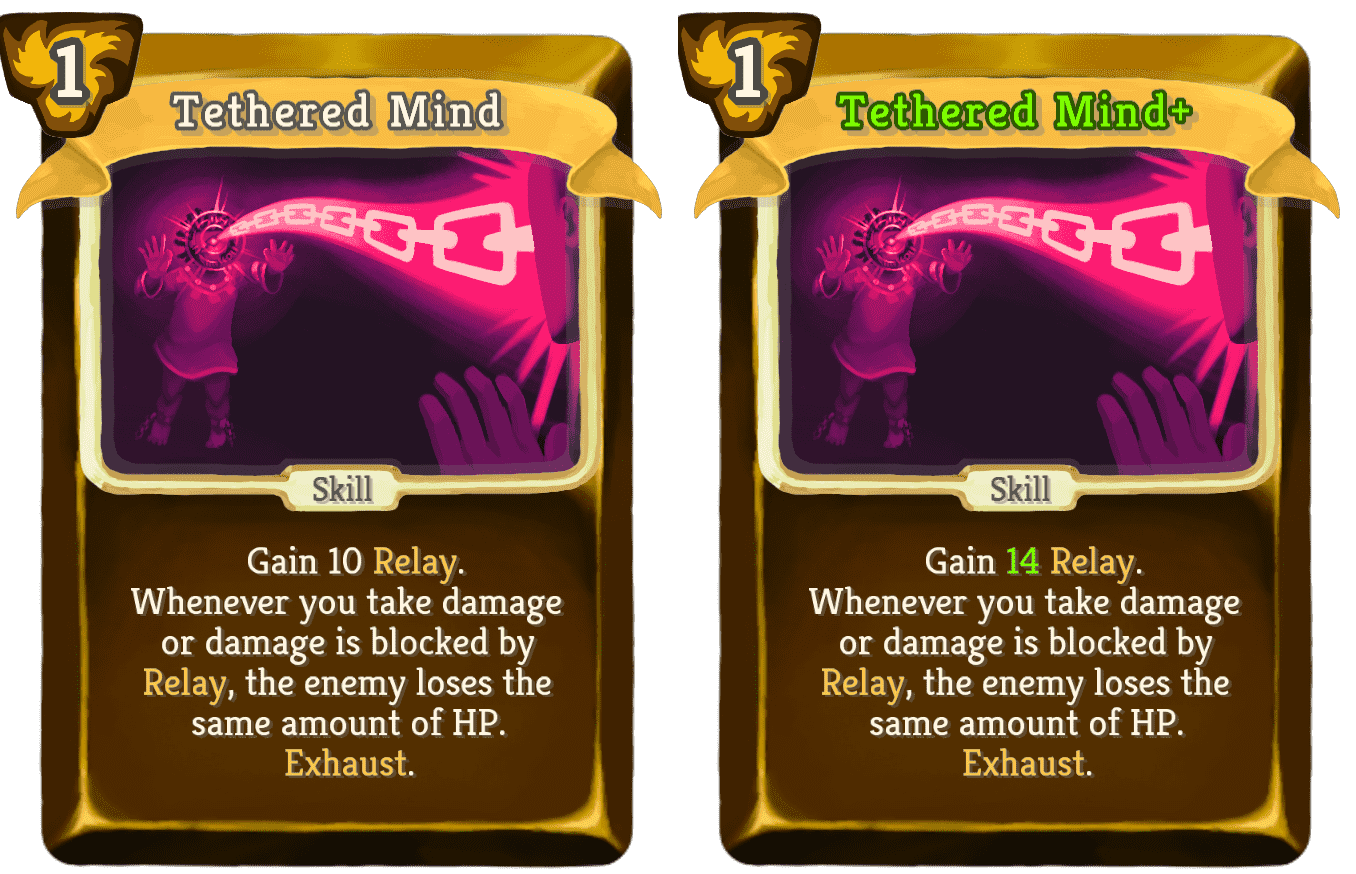 1
Tethered Mind
Skill
Gain 10 Relay.
Whenever you take damage
or damage is blocked by
Relay, the enemy loses the
same amount of HP.
Exhaust.
1
Tethered Mind+
Skill
Gain 14 Relay.
Whenever you take damage
or damage is blocked by
Relay, the enemy loses the
same amount of HP.
Exhaust.